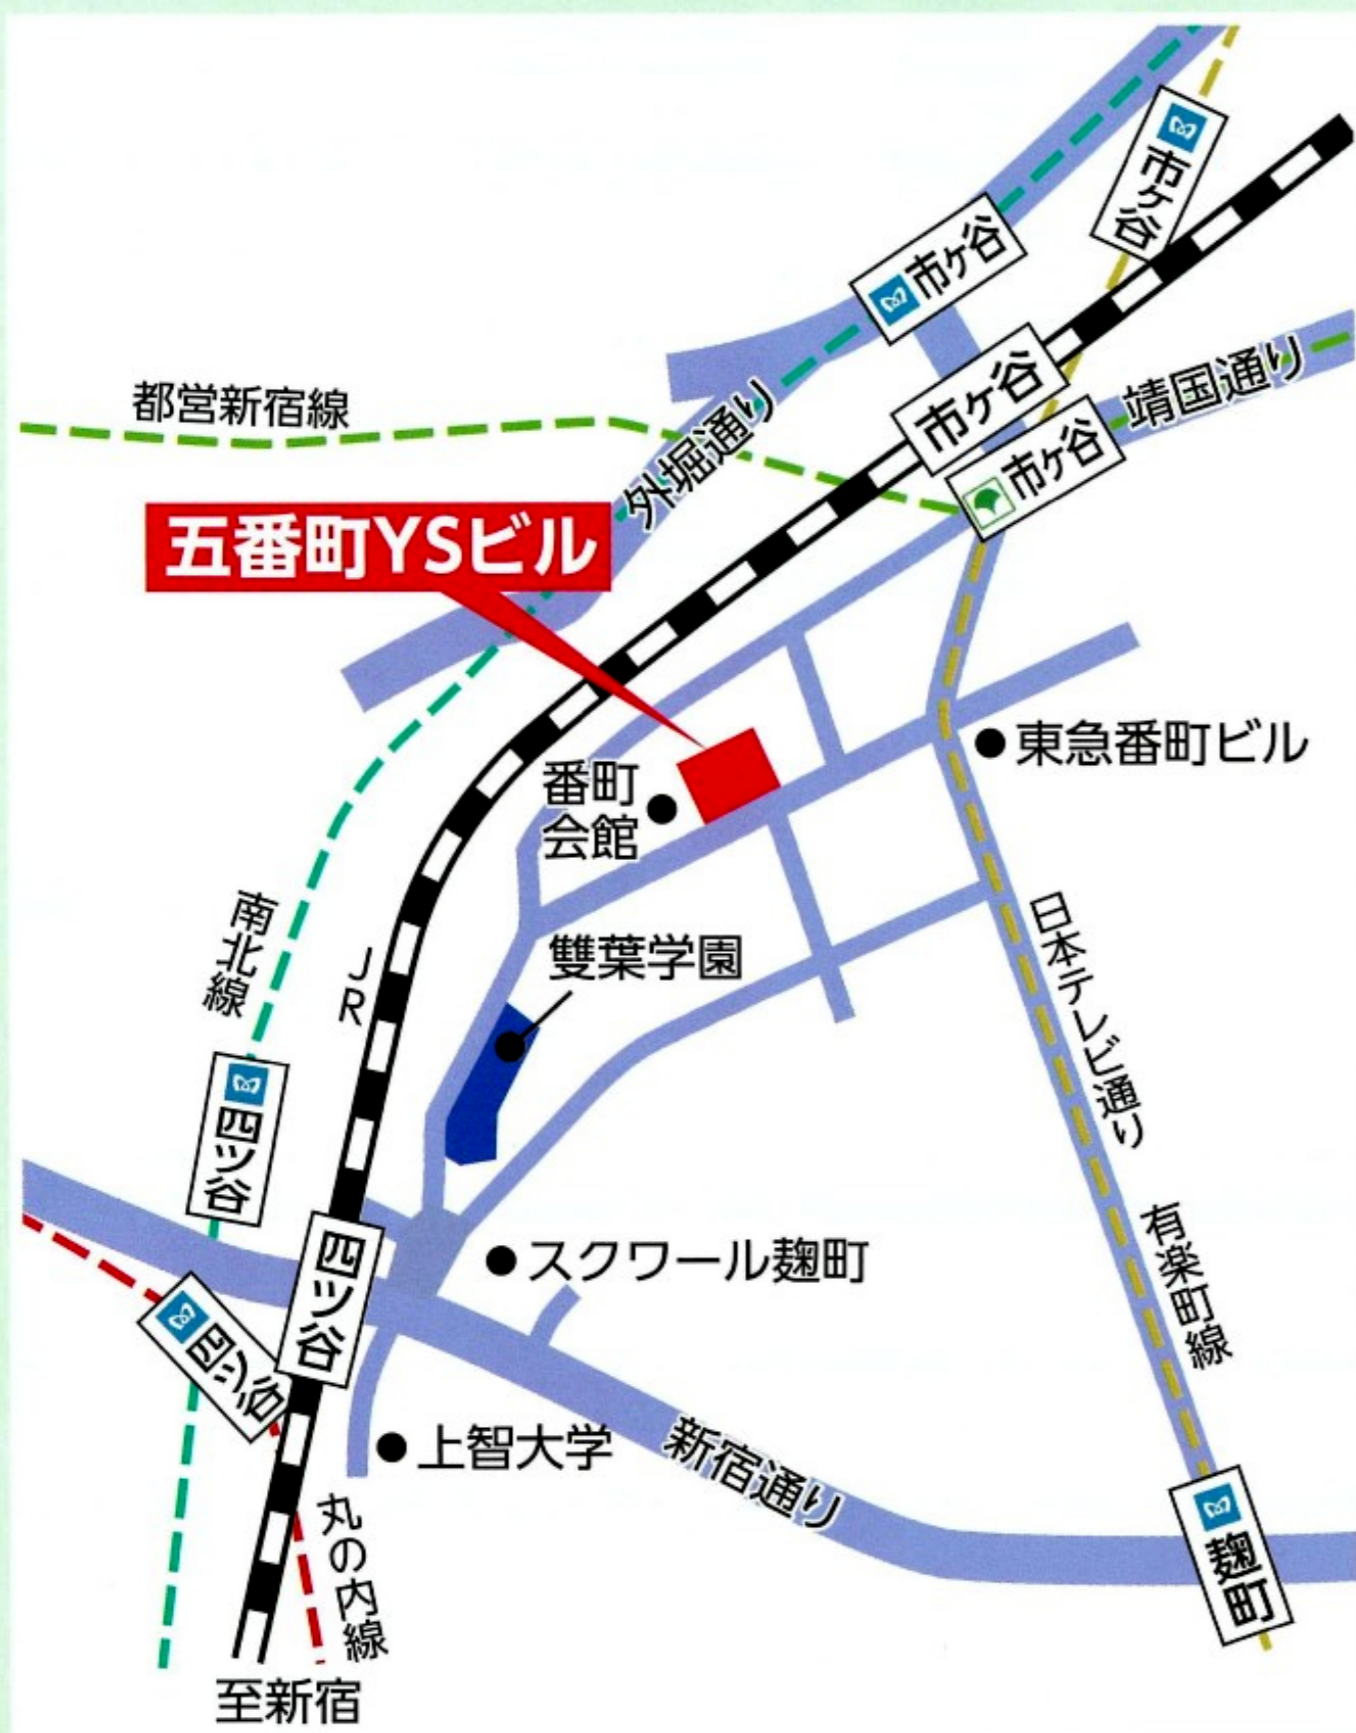 市ヶ谷
市ヶ谷
市ヶ谷
靖国通り
市ヶ谷
都営新宿線
外堀通り
五番町YSビル
東急番町ビル
番町
会館
南北線
JR
雙葉学園
日本テレビ通り
四ツ谷
有楽町線
四ツ谷
スクワール麹町
四ツ谷
上智大学
新宿通り
丸の内線
麹町
至新宿